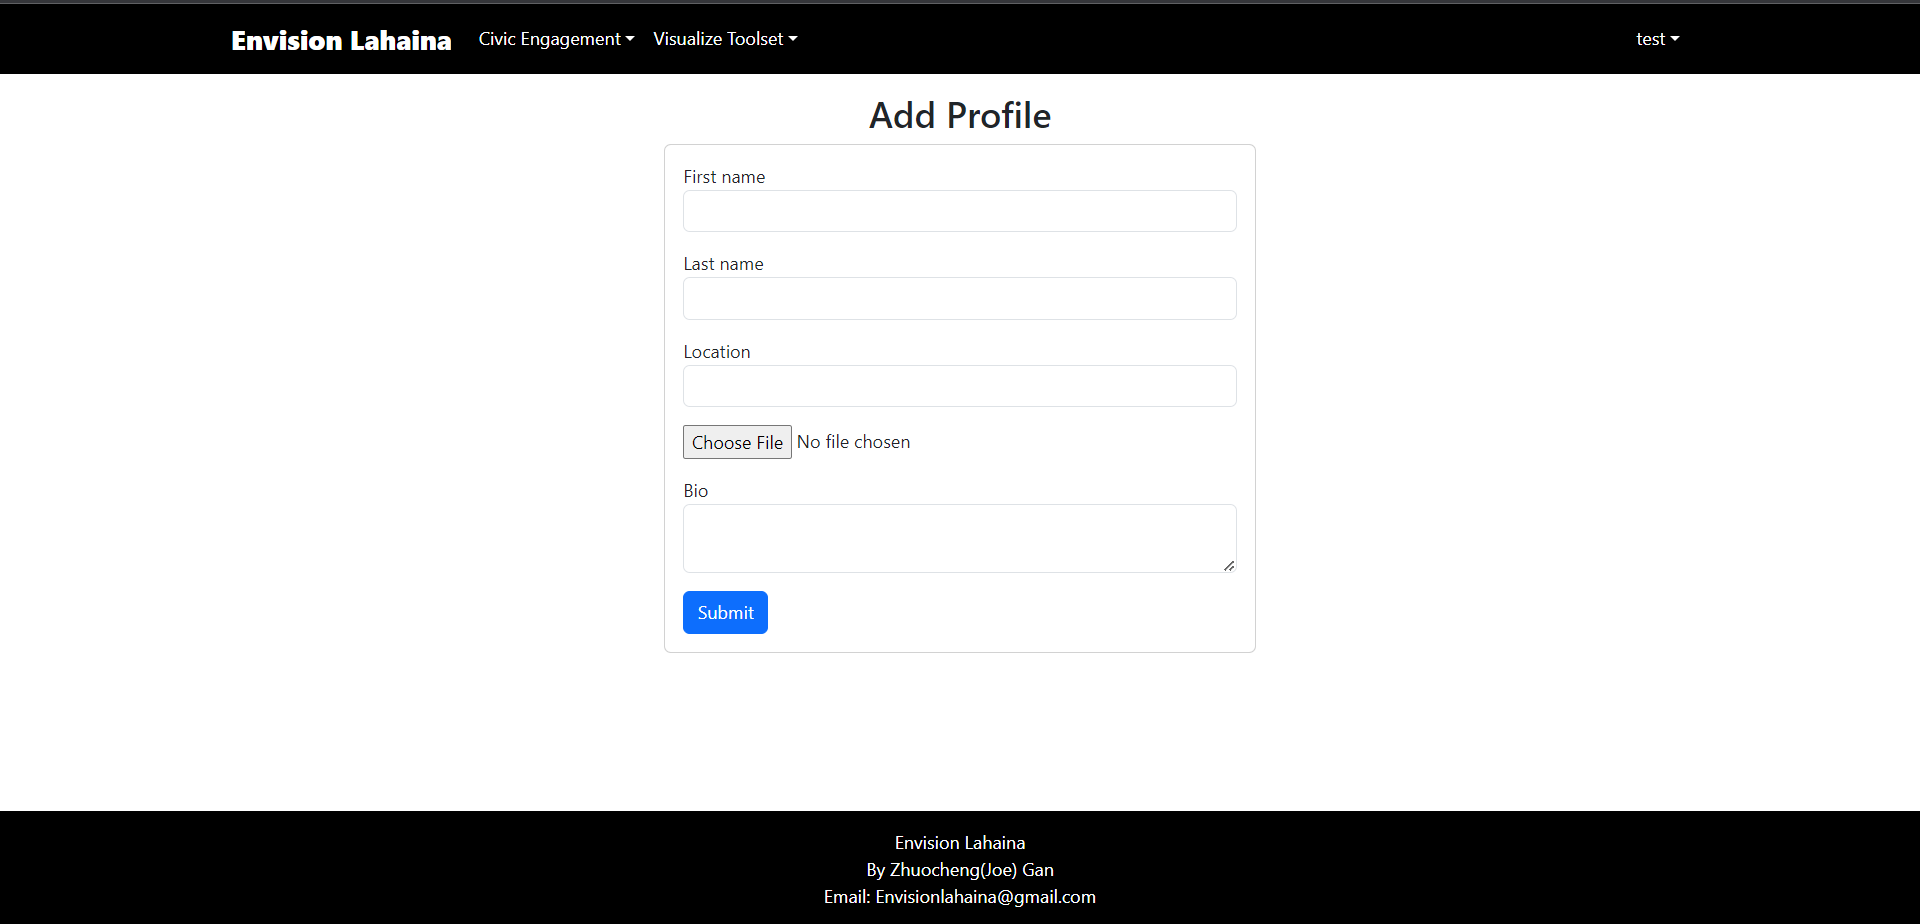 Envision Lahaina Civic Engagement Visualize Toolset test
Add Profile
First name
Last name
Location
Choose File No file chosen
Bio
Submit
Envision Lahaina
By Zhuocheng(Joe) Gan
Email: Envisionlahaina@gmail.com